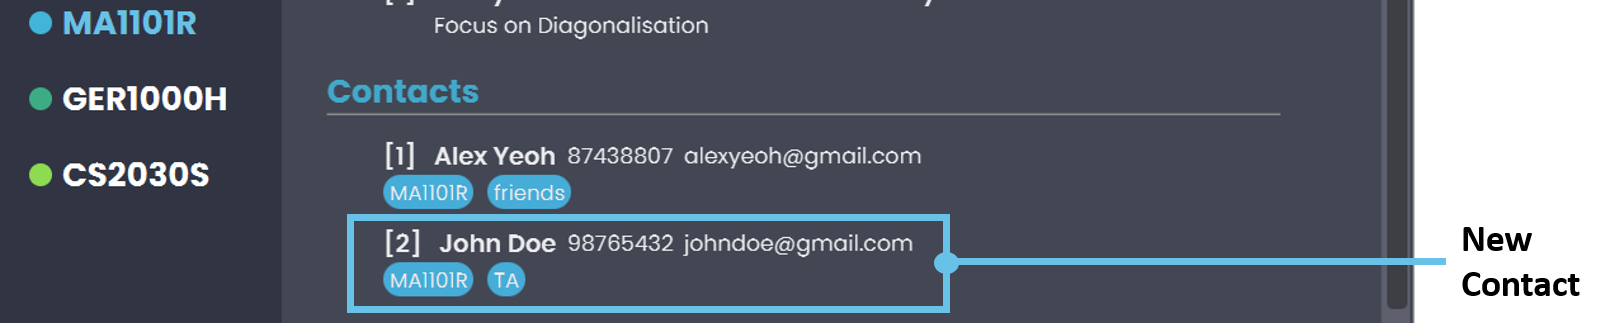 MA1101R
GER1000H
CS2030S
Focus on Diagonalisation
Contacts
[1] Alex Yeoh 87438807 alexyeoh@gmail.com
MA1101R friends
[2] John Doe 98765432 johndoe@gmail.com
MA1101R TA
New
Contact